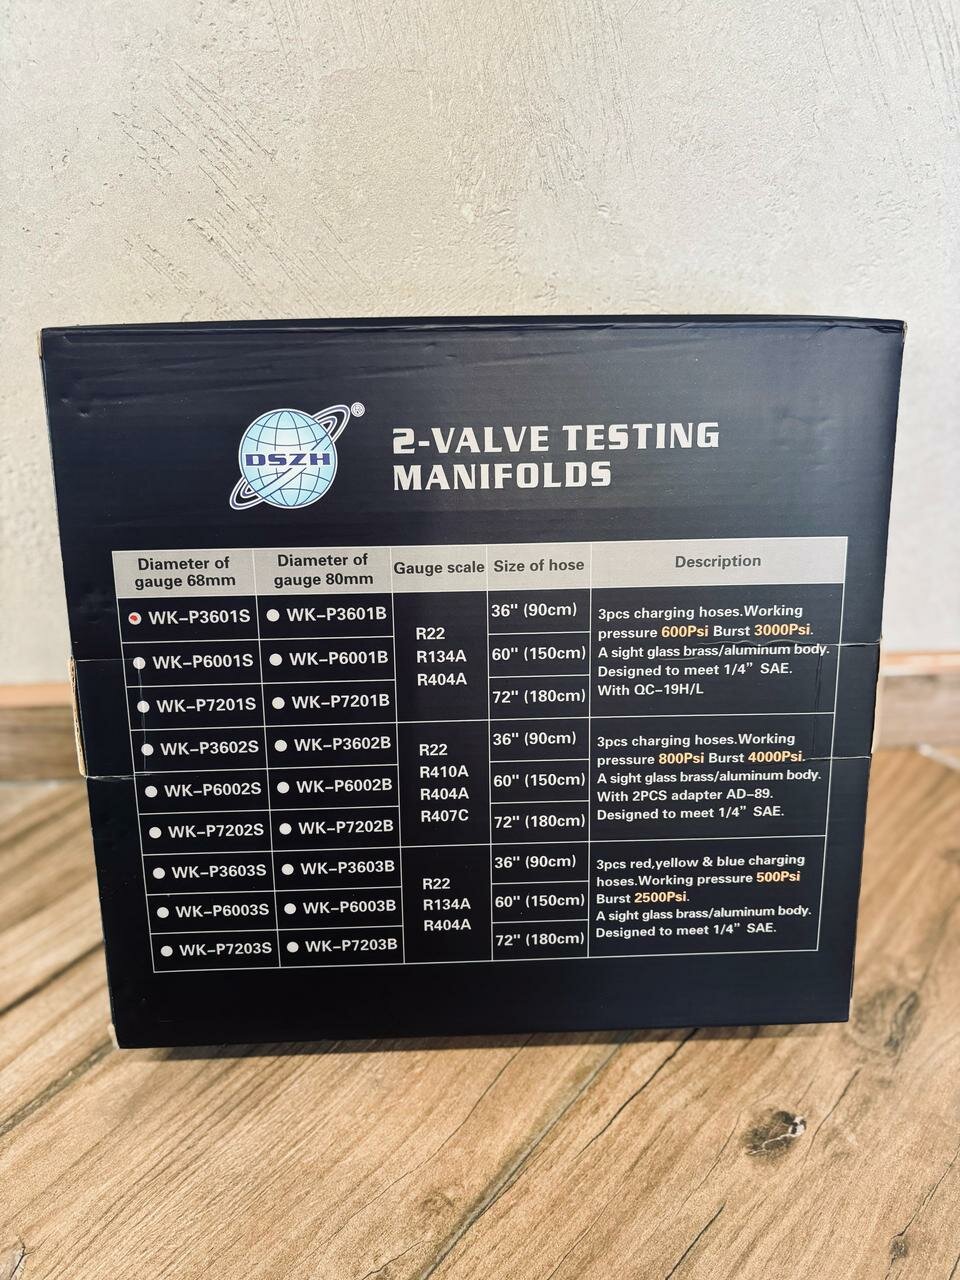 DSZH ®
2-VALVE TESTING
MANIFOLDS
Diameter of gauge 68mm
Diameter of gauge 80mm
Gauge scale
Size of hose
Description
WK-P3601S
WK-P3601B
36" (90cm)
WK-P6001S
WK-P6001B
60" (150cm)
WK-P7201S
WK-P7201B
72" (180cm)
R22
R134A
R404A
3pcs charging hoses.Working
pressure 600Psi Burst 3000Psi.
A sight glass brass/aluminum body.
Designed to meet 1/4” SAE.
With QC-19H/L
WK-P3602S
WK-P3602B
36" (90cm)
WK-P6002S
WK-P6002B
60" (150cm)
WK-P7202S
WK-P7202B
72" (180cm)
R22
R410A
R404A
R407C
3pcs charging hoses.Working
pressure 800Psi Burst 4000Psi.
A sight glass brass/aluminum body.
With 2PCS adapter AD-89.
Designed to meet 1/4” SAE.
WK-P3603S
WK-P3603B
36" (90cm)
WK-P6003S
WK-P6003B
60" (150cm)
WK-P7203S
WK-P7203B
72" (180cm)
R22
R134A
R404A
3pcs red,yellow & blue charging
hoses.Working pressure 500Psi
Burst 2500Psi.
A sight glass brass/aluminum body.
Designed to meet 1/4” SAE.